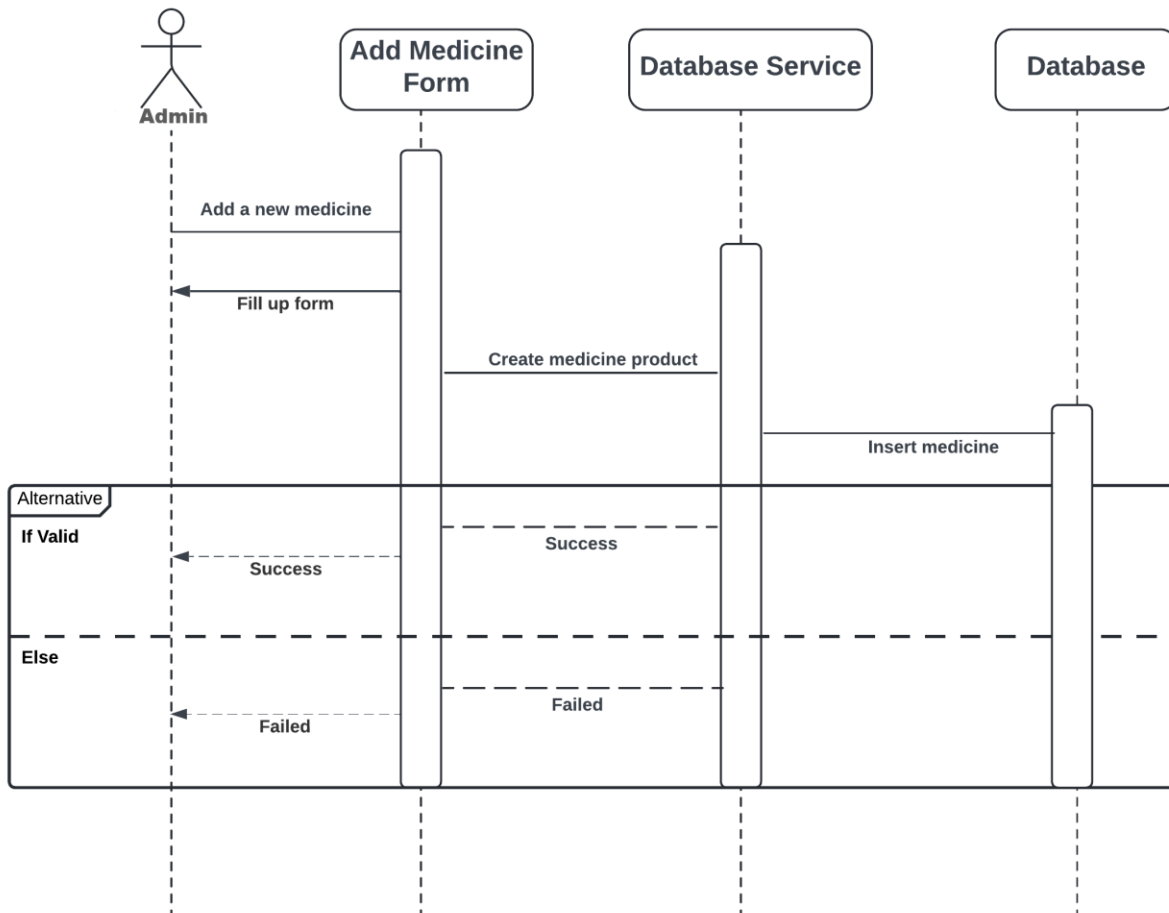 Add Medicine
Form
Database Service
Database
Admin
Add a new medicine
Fill up form
Create medicine product
Insert medicine
Alternative
If Valid
Success
Success
Else
Failed
Failed